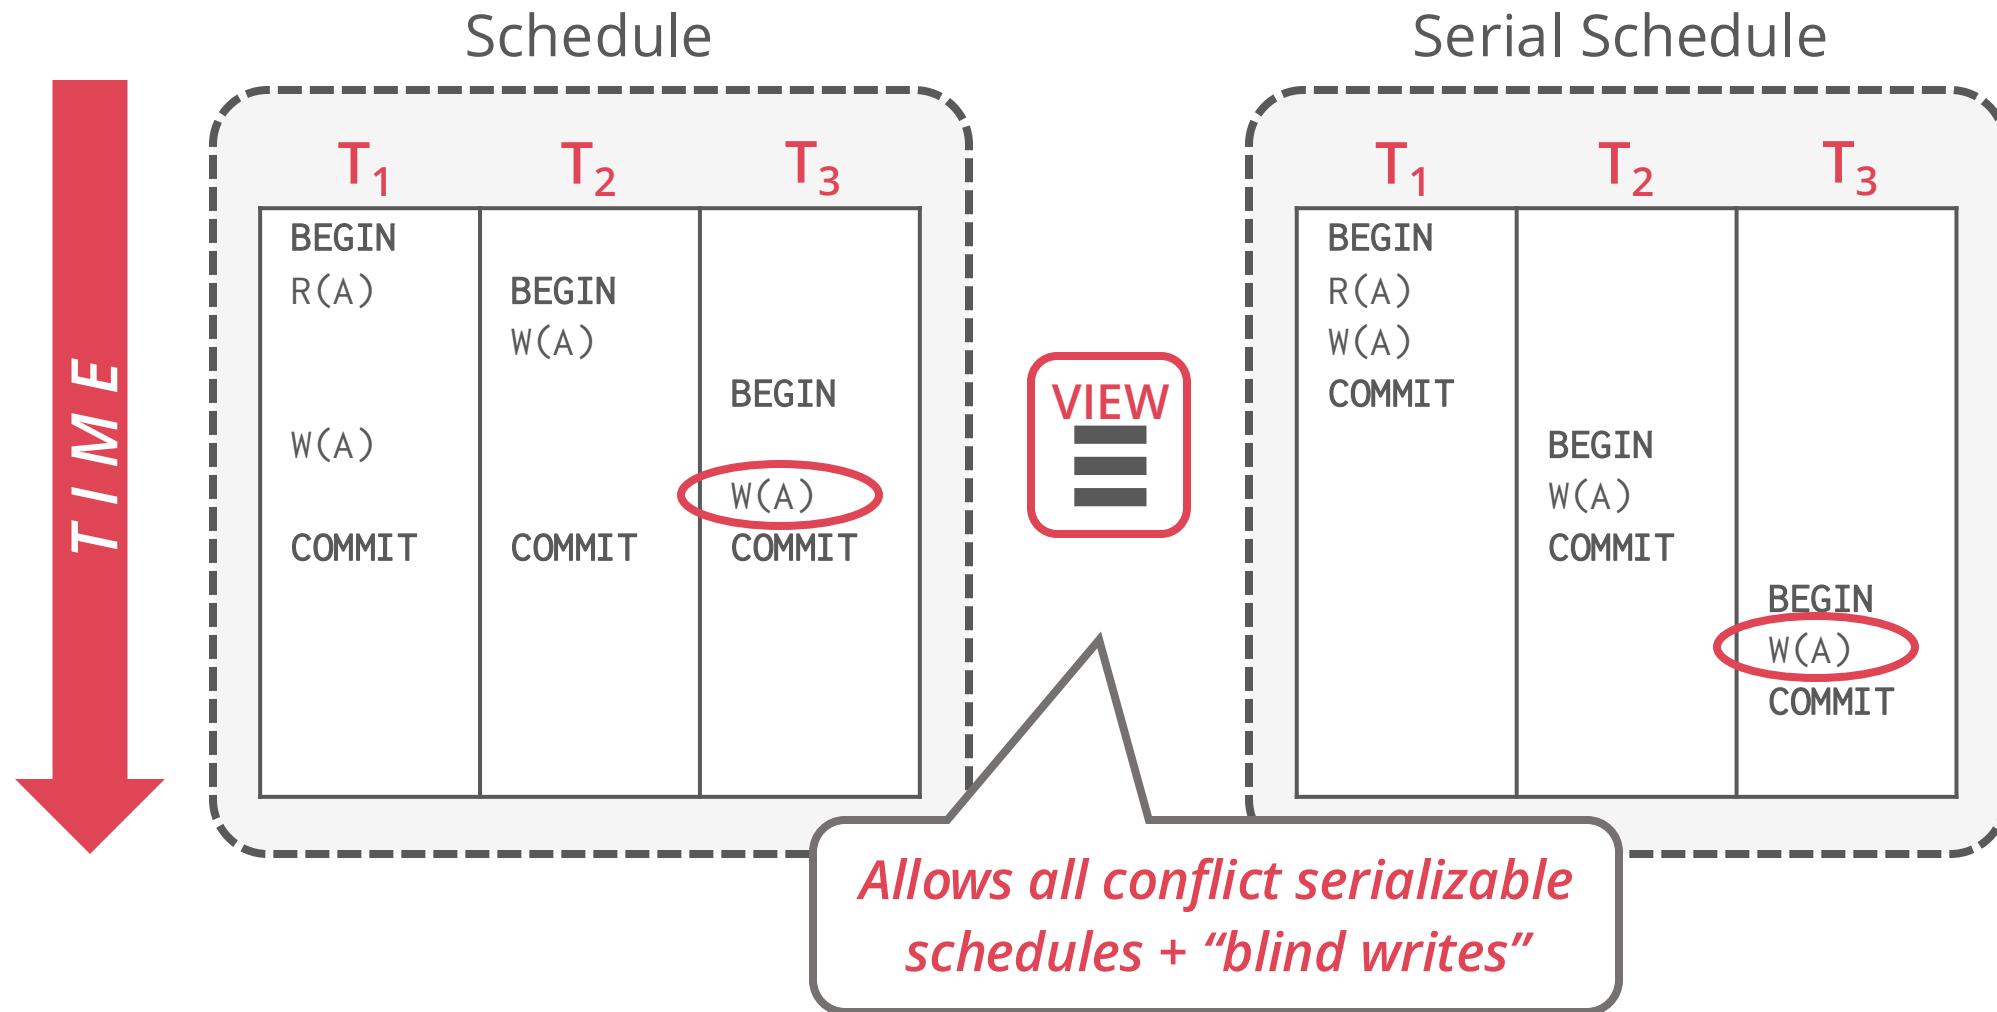 Schedule
Serial Schedule
TIME
T1 T2 T3
BEGIN
R(A) BEGIN
W(A)
BEGIN
W(A)
W(A)
COMMIT COMMIT COMMIT
VIEW
T1 T2 T3
BEGIN
R(A)
W(A)
COMMIT
BEGIN
W(A)
COMMIT
BEGIN
W(A)
COMMIT
Allows all conflict serializable
schedules + “blind writes”